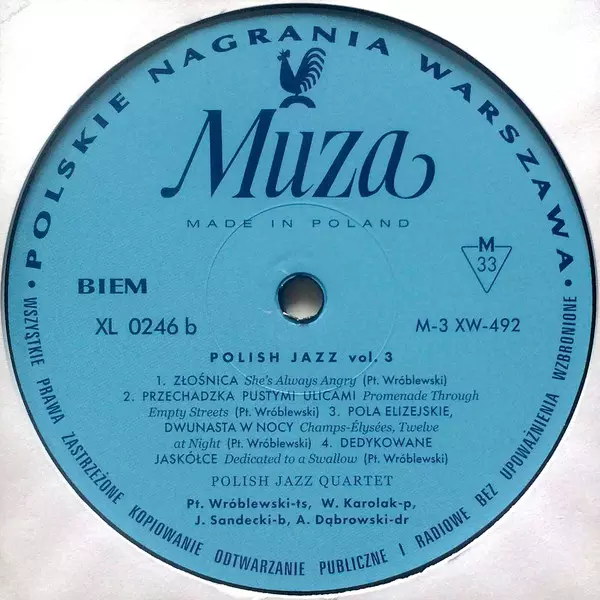 • POLSKIE NAGRANIA WARSZAWA •
Muza
MADE IN POLAND
BIEM
M
33
XL 0246 b
M-3 XW-492
POLISH JAZZ vol. 3
1. ZŁOŚNICA She's Always Angry (Pt. Wróblewski)
2. PRZECHADZKA PUSTYMI ULICAMI Promenade Through
Empty Streets (Pt. Wróblewski) 3. POLA ELIZEJSKIE,
DWUNASTA W NOCY Champs-Élysées, Twelve
at Night (Pt. Wróblewski) 4. DEDYKOWANE
JASKÓŁCE Dedicated to a Swallow (Pt. Wróblewski)
POLISH JAZZ QUARTET
Pt. Wróblewski-ts, W. Karolak-p,
J. Sandecki-b, A. Dąbrowski-dr
WSZYSTKIE PRAWA ZASTRZEŻONE KOPIOWANIE ODTWARZANIE PUBLICZNE I RADIOWE BEZ UPOWAŻNIENIA WZBRONIONE